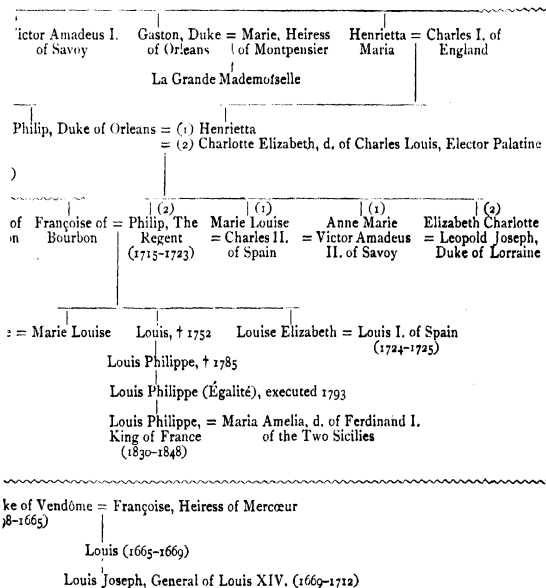 ictor Amadeus I. Gaston, Duke = Marie, Heiress Henrietta = Charles I. of
of Savoy of Orleans of Montpensier Maria England
La Grande Mademoiselle
Philip, Duke of Orleans = (1) Henrietta
= (2) Charlotte Elizabeth, d. of Charles Louis, Elector Palatine
)
(2) (1) (1) (2)
of Françoise of = Philip, The Marie Louise Anne Marie Elizabeth Charlotte
n Bourbon Regent = Charles II. = Victor Amadeus = Leopold Joseph,
(1715–1723) of Spain II. of Savoy Duke of Lorraine
e = Marie Louise Louis, † 1752 Louise Elizabeth = Louis I. of Spain
(1724–1725)
Louis Philippe, † 1785
Louis Philippe (Égalité), executed 1793
Louis Philippe, = Maria Amelia, d. of Ferdinand I.
King of France of the Two Sicilies
(1830–1848)
ke of Vendôme = Françoise, Heiress of Mercœur
98–1665)
Louis (1665–1669)
Louis Joseph, General of Louis XIV. (1669–1712)